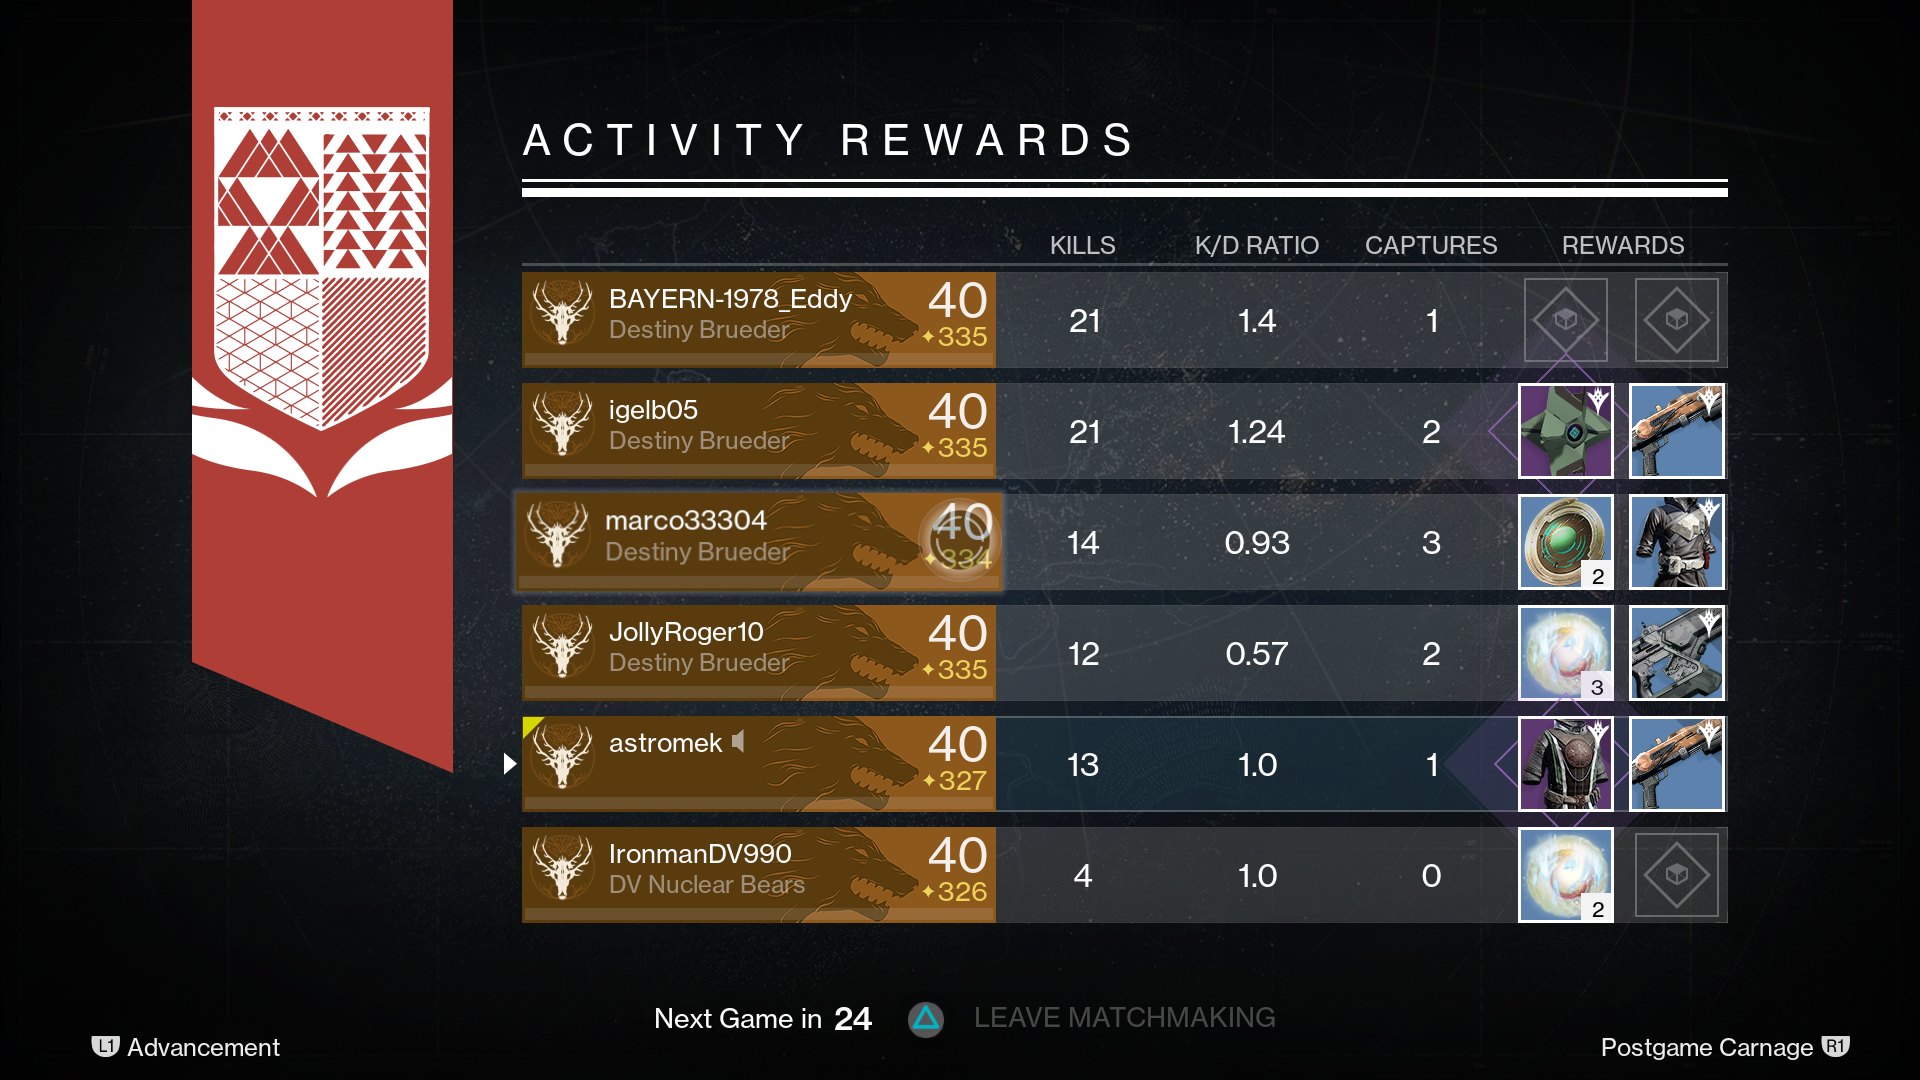 ACTIVITY REWARDS
KILLS K/D RATIO CAPTURES REWARDS
BAYERN-1978_Eddy 40
Destiny Brueder 335
21 1.4 1
igelb05 40
Destiny Brueder 335
21 1.24 2
marco33304 40
Destiny Brueder 334
14 0.93 3
2
JollyRoger10 40
Destiny Brueder 335
12 0.57 2
3
astromek 40
327
13 1.0 1
IronmanDV990 40
DV Nuclear Bears 326
4 1.0 0
2
Next Game in 24 LEAVE MATCHMAKING
L1 Advancement
Postgame Carnage R1